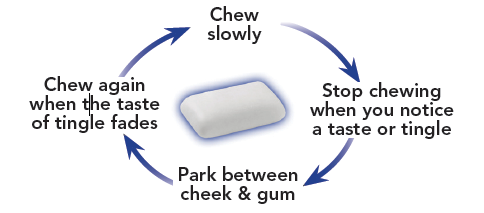 Chew
slowly
Stop chewing
when you notice
a taste or tingle
Park between
cheek & gum
Chew again
when the taste
of tingle fades